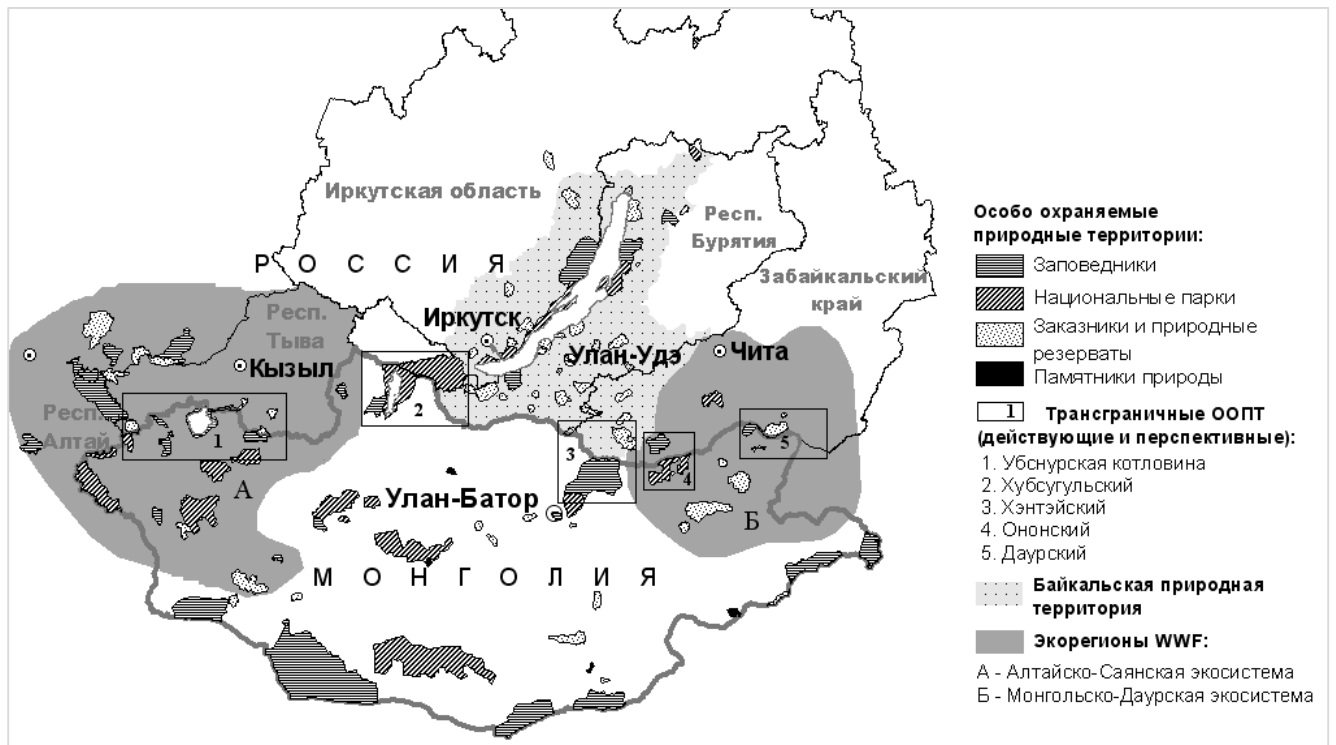 Иркутская область
Респ.
Бурятия
Забайкальский
край
Р О С С И Я
Респ.
Тыва
Иркутск
Улан-Удэ
Чита
Кызыл
Респ.
Алтай
1
2
3
4
5
А
Б
Улан-Батор
М О Н Г О Л И Я
Особо охраняемые
природные территории:
Заповедники
Национальные парки
Заказники и природные
резерваты
Памятники природы
1 Трансграничные ООПТ
(действующие и перспективные):
1. Убснурская котловина
2. Хубсугульский
3. Хэнтэйский
4. Ононский
5. Даурский
Байкальская природная
территория
Экорегионы WWF:
А - Алтайско-Саянская экосистема
Б - Монгольско-Даурская экосистема